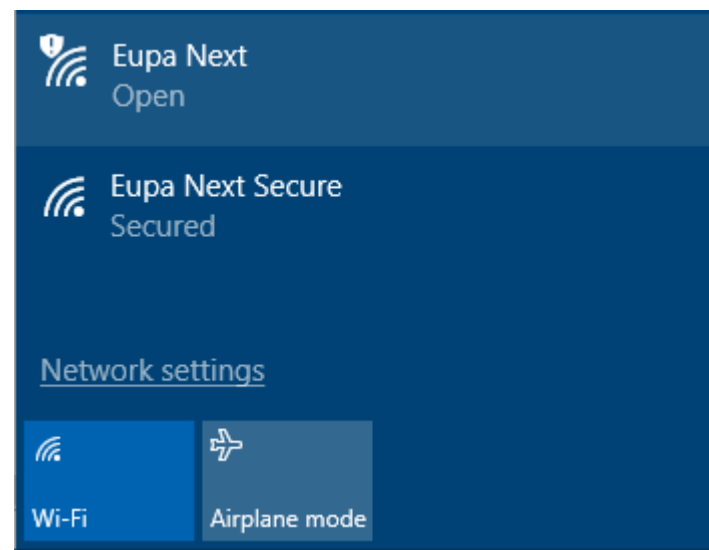 Eupa Next
Open
Eupa Next Secure
Secured
Network settings
Wi-Fi
Airplane mode